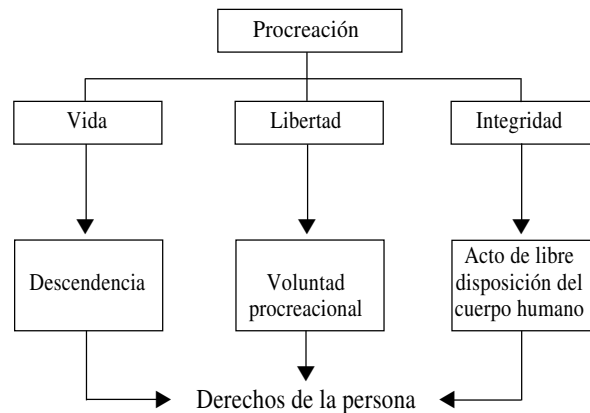 Procreación
Vida
Libertad
Integridad
Descendencia
Voluntad
procreacional
Acto de libre
disposición del
cuerpo humano
Derechos de la persona